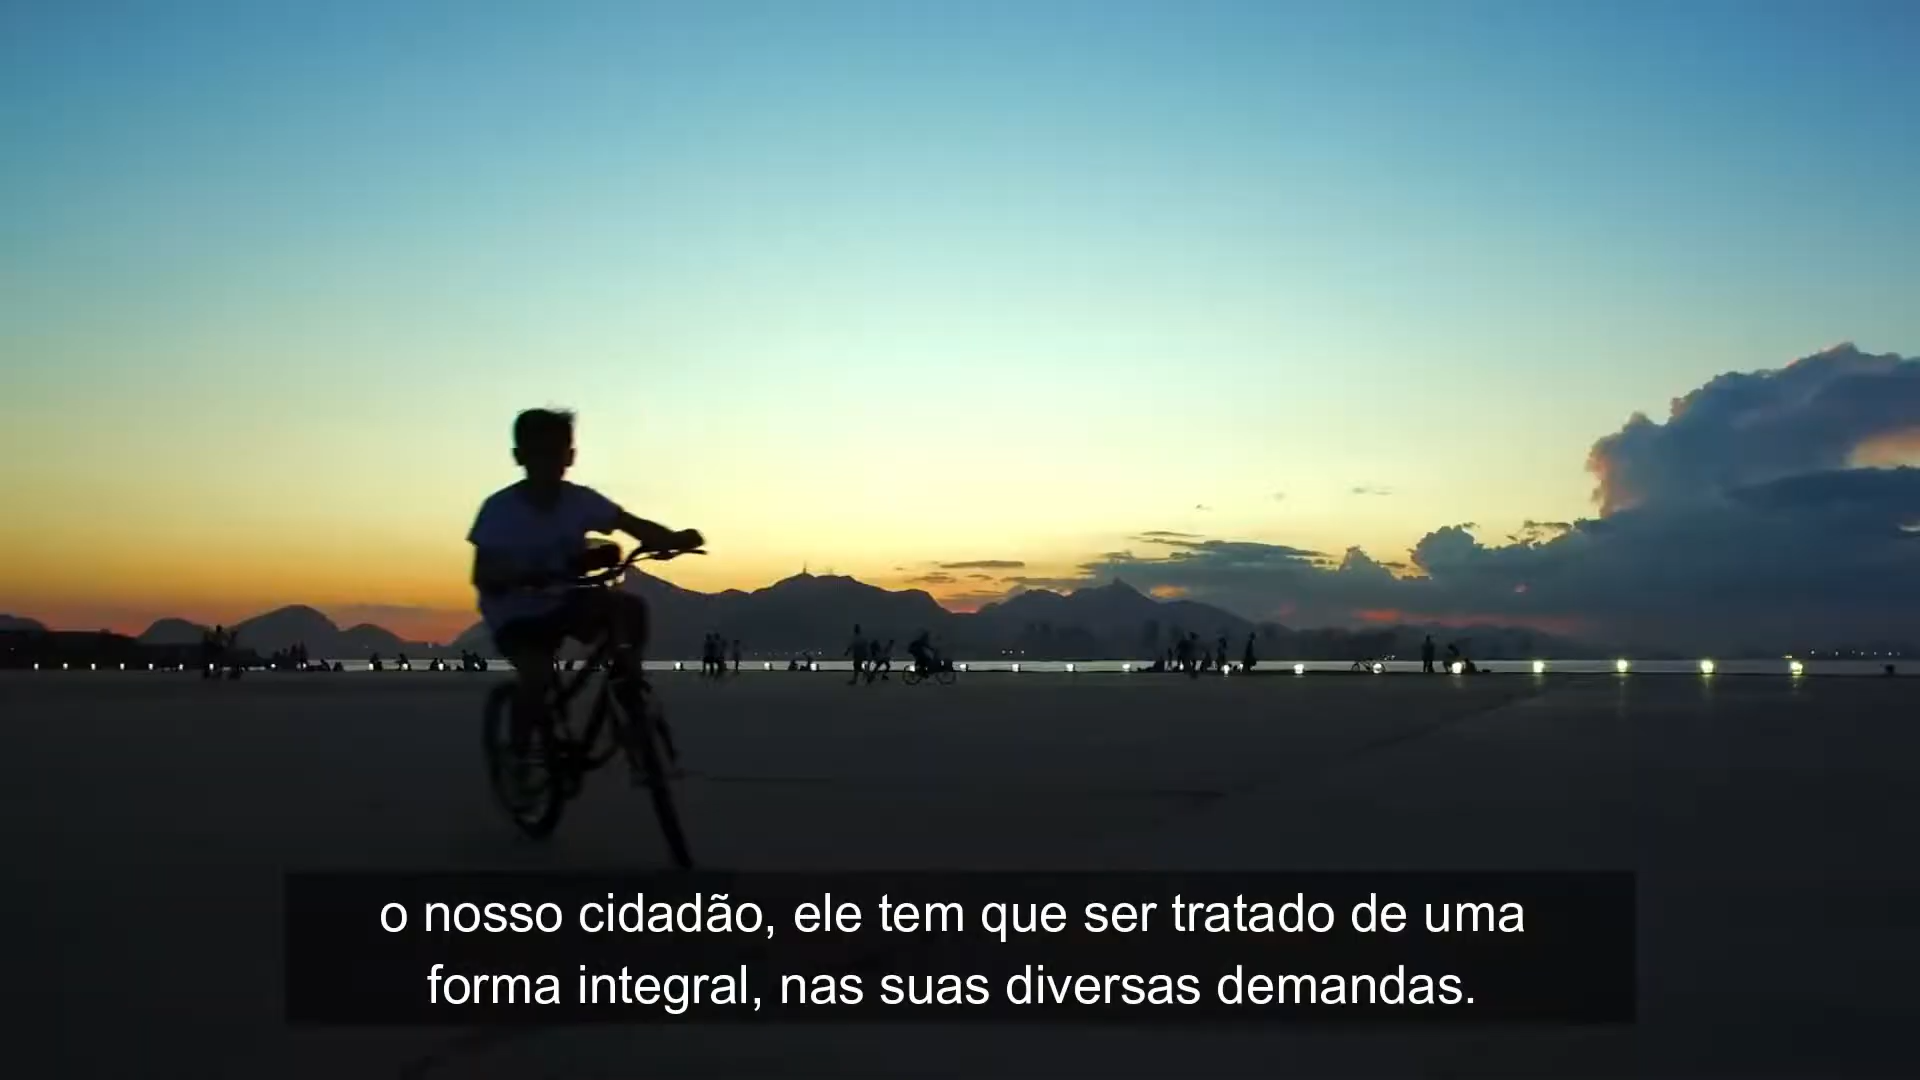 o nosso cidadão, ele tem que ser tratado de uma
forma integral, nas suas diversas demandas.